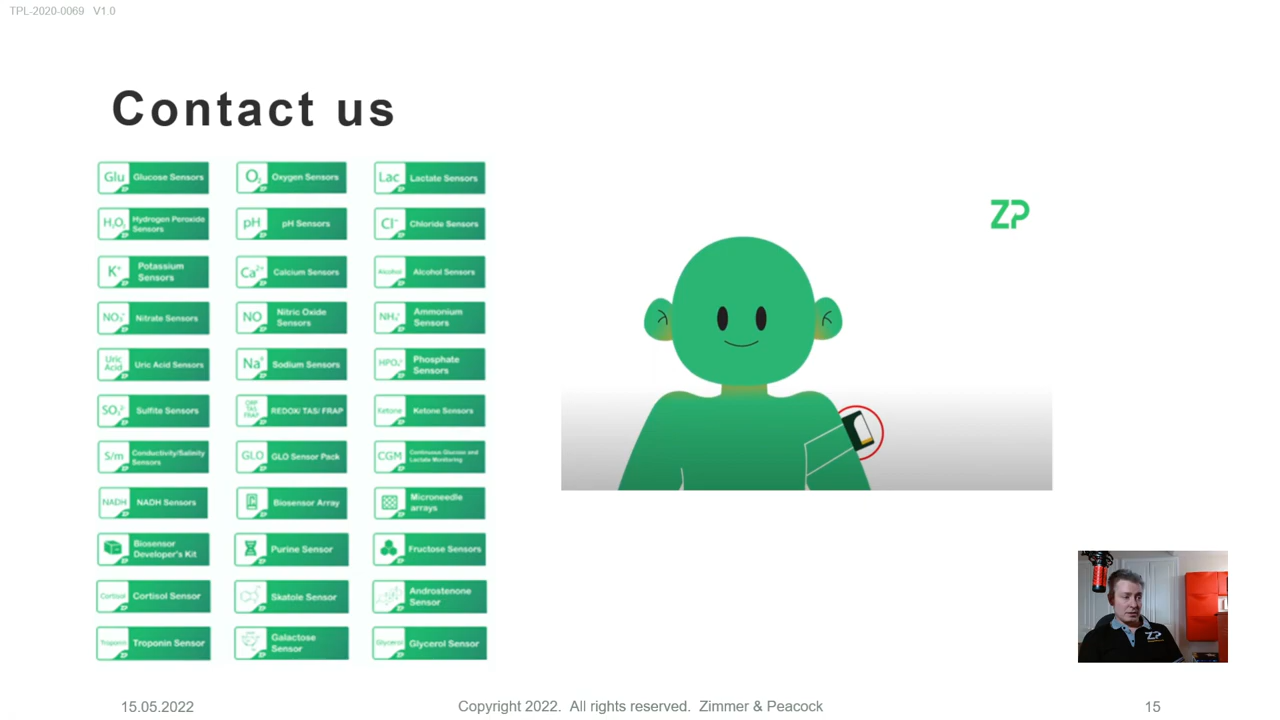 TPL-2020-0069 V1.0
Contact us
Glu Glucose Sensors
O2 Oxygen Sensors
Lac Lactate Sensors
H2O2 Hydrogen Peroxide
Sensors
pH pH Sensors
Cl⁻ Chloride Sensors
K⁺ Potassium
Sensors
Ca²⁺ Calcium Sensors
Alcohol Alcohol Sensors
NO3⁻ Nitrate Sensors
NO Nitric Oxide
Sensors
NH4⁺ Ammonium
Sensors
Uric
Acid Uric Acid Sensors
Na⁺ Sodium Sensors
Phosphate
Sensors
Sulfite Sensors
ORP
TAS
FRAP REDOX/ TAS/ FRAP
Ketone Ketone Sensors
S/m Conductivity/Salinity
Sensors
GLO GLO Sensor Pack
CGM Continuous Glucose and
Lactate Monitoring
NADH NADH Sensors
Biosensor Array
Microneedle
arrays
Biosensor
Developer's Kit
Purine Sensor
Fructose Sensors
Cortisol Cortisol Sensor
Skatole Sensor
Androstenone
Sensor
Troponin Troponin Sensor
Galactose
Sensor
Glycerol Glycerol Sensor
ZP
ZP
15.05.2022
Copyright 2022. All rights reserved. Zimmer & Peacock
15